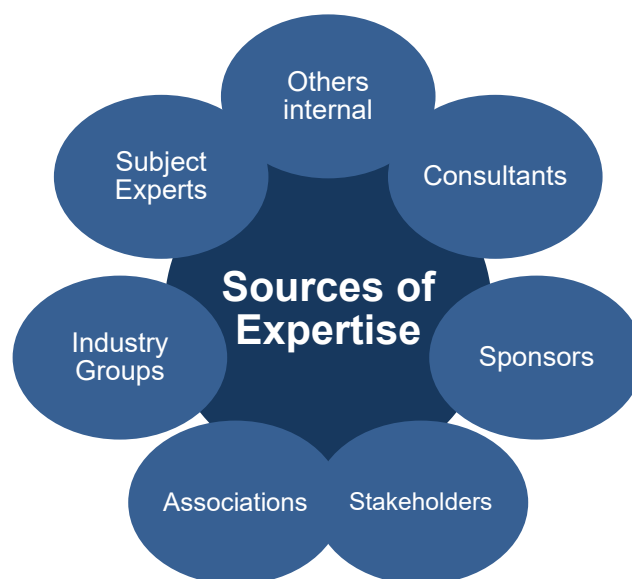 Others
internal
Subject
Experts
Consultants
Sources of
Expertise
Industry
Groups
Sponsors
Associations
Stakeholders